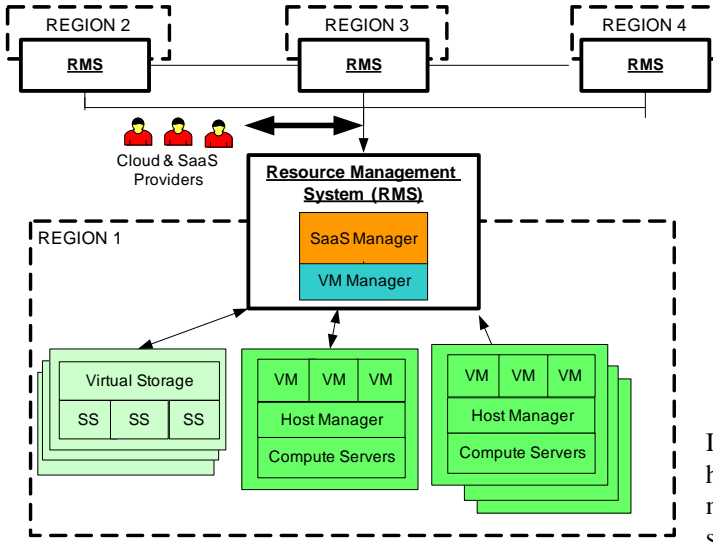 REGION 2
REGION 3
REGION 4
RMS
RMS
RMS
Cloud & SaaS
Providers
Resource Management
System (RMS)
REGION 1
SaaS Manager
VM Manager
Virtual Storage
SS SS SS
VM VM VM
Host Manager
Compute Servers
VM VM VM
Host Manager
Compute Servers
h
n
s